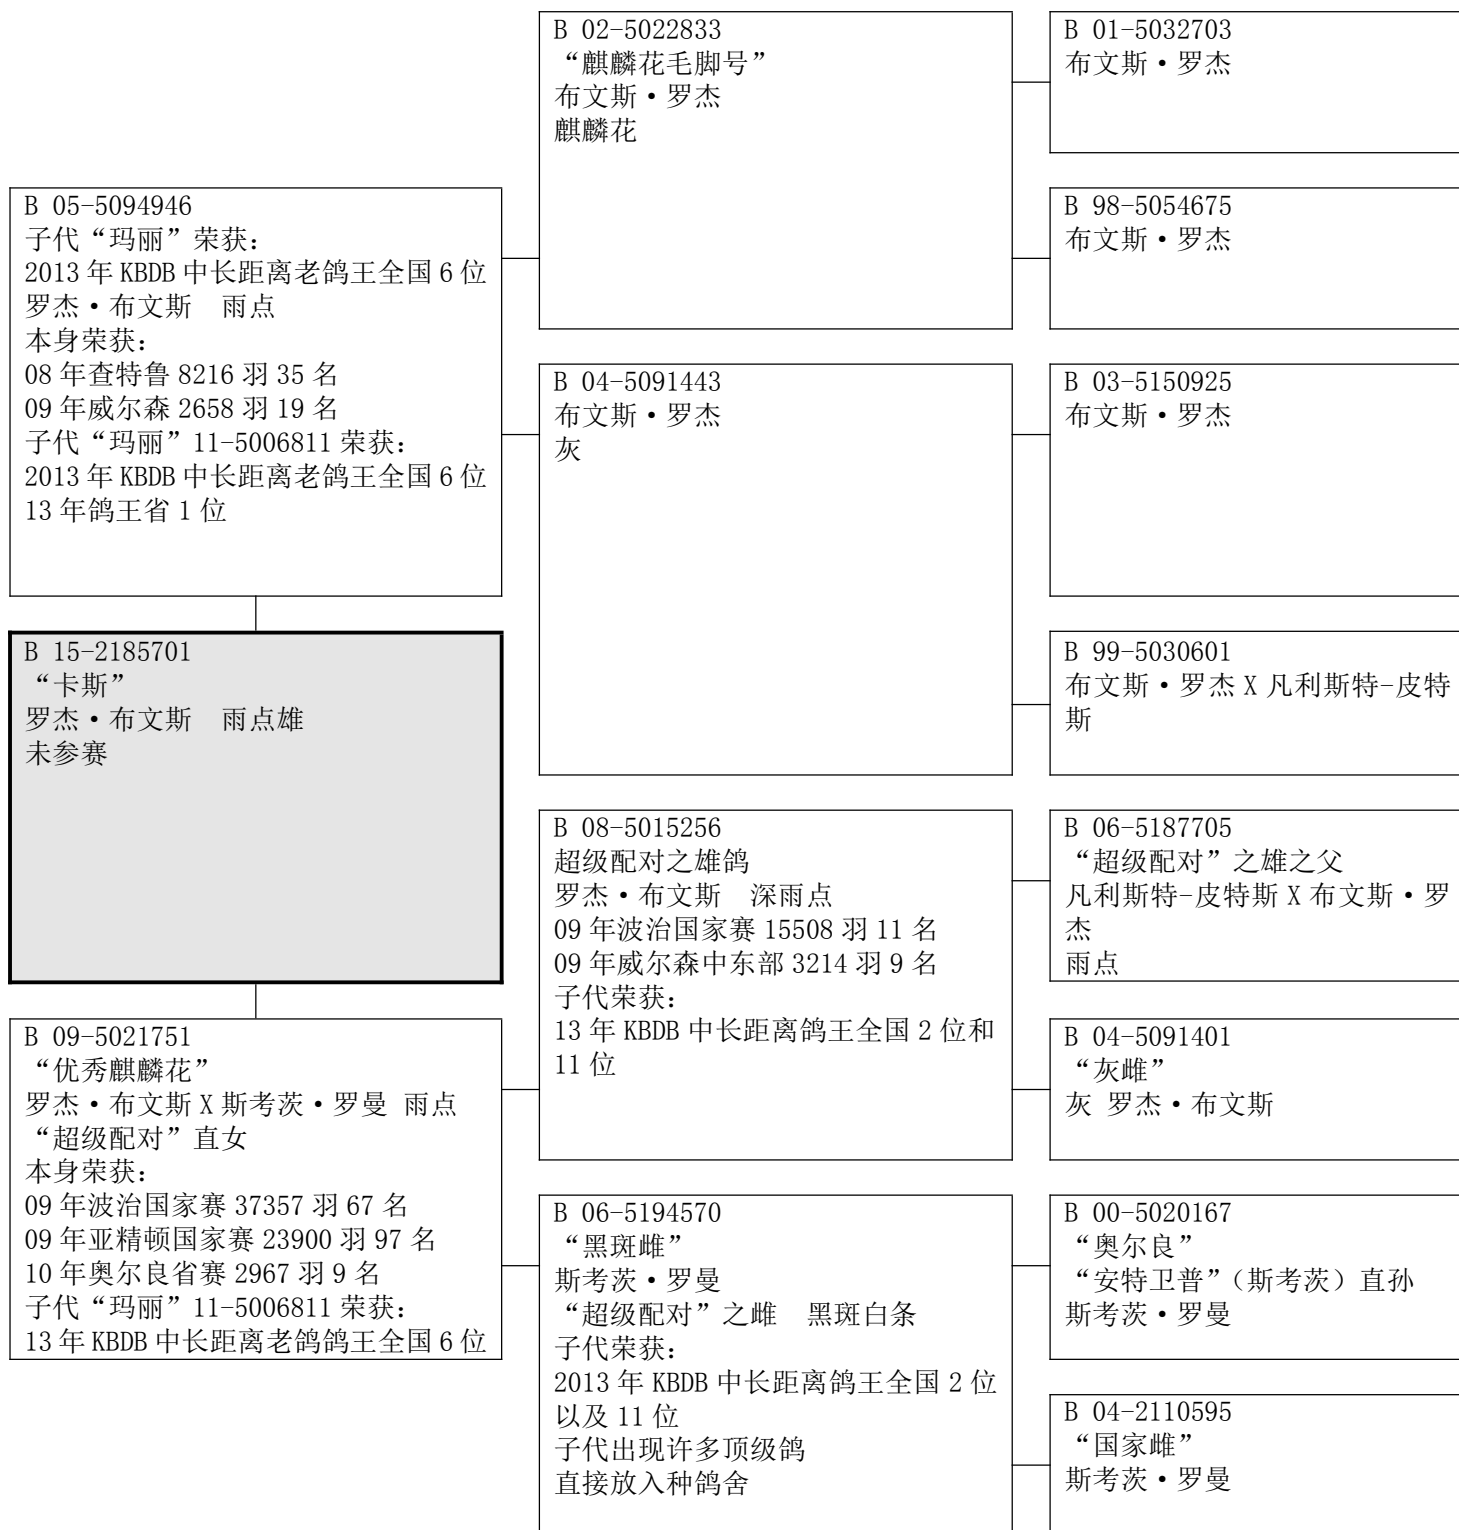 B 05-5094946
子代“玛丽”荣获：
2013 年 KBDB 中长距离老鸽王全国 6 位
罗杰·布文斯　雨点
本身荣获：
08 年查特鲁 8216 羽 35 名
09 年威尔森 2658 羽 19 名
子代“玛丽”11-5006811 荣获：
2013 年 KBDB 中长距离老鸽王全国 6 位
13 年鸽王省 1 位
B 15-2185701
“卡斯”
罗杰·布文斯　雨点雄
未参赛
B 09-5021751
“优秀麒麟花”
罗杰·布文斯 X 斯考茨·罗曼 雨点
“超级配对”直女
本身荣获：
09 年波治国家赛 37357 羽 67 名
09 年亚精顿国家赛 23900 羽 97 名
10 年奥尔良省赛 2967 羽 9 名
子代“玛丽”11-5006811 荣获：
13 年 KBDB 中长距离老鸽鸽王全国 6 位
B 02-5022833
“麒麟花毛脚号”
布文斯·罗杰
麒麟花
B 04-5091443
布文斯·罗杰
灰
B 08-5015256
超级配对之雄鸽
罗杰·布文斯　深雨点
09 年波治国家赛 15508 羽 11 名
09 年威尔森中东部 3214 羽 9 名
子代荣获：
13 年 KBDB 中长距离鸽王全国 2 位和
11 位
B 06-5194570
“黑斑雌”
斯考茨·罗曼
“超级配对”之雌　黑斑白条
子代荣获：
2013 年 KBDB 中长距离鸽王全国 2 位
以及 11 位
子代出现许多顶级鸽
直接放入种鸽舍
B 01-5032703
布文斯·罗杰
B 98-5054675
布文斯·罗杰
B 03-5150925
布文斯·罗杰
B 99-5030601
布文斯·罗杰 X 凡利斯特-皮特
斯
B 06-5187705
“超级配对”之雄之父
凡利斯特-皮特斯 X 布文斯·罗
杰
雨点
B 04-5091401
“灰雌”
灰 罗杰·布文斯
B 00-5020167
“奥尔良”
“安特卫普”（斯考茨）直孙
斯考茨·罗曼
B 04-2110595
“国家雌”
斯考茨·罗曼